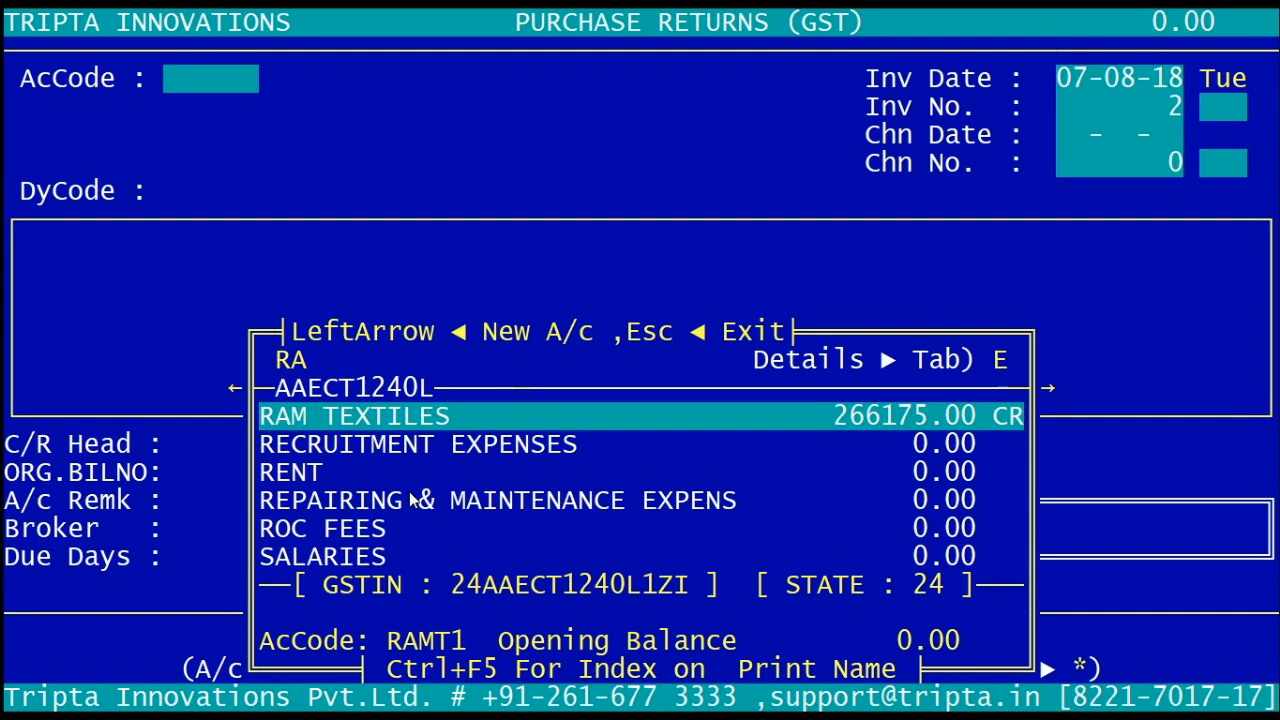 TRIPTA INNOVATIONS PURCHASE RETURNS (GST) 0.00
AcCode : Inv Date : 07-08-18 Tue
Inv No. : 2
Chn Date : - -
Chn No. : 0
DyCode :
LeftArrow ◄ New A/c ,Esc ◄ Exit
RA Details ► Tab) E
← AAECT1240L →
RAM TEXTILES 266175.00 CR
C/R Head : RECRUITMENT EXPENSES 0.00
ORG.BILNO: RENT 0.00
A/c Remk : REPAIRING & MAINTENANCE EXPENS 0.00
Broker : ROC FEES 0.00
Due Days : SALARIES 0.00
[ GSTIN : 24AAECT1240L1ZI ] [ STATE : 24 ]
AcCode: RAMT1 Opening Balance 0.00
(A/c Ctrl+F5 For Index on Print Name ► *)
Tripta Innovations Pvt.Ltd. # +91-261-677 3333 ,support@tripta.in [8221-7017-17]